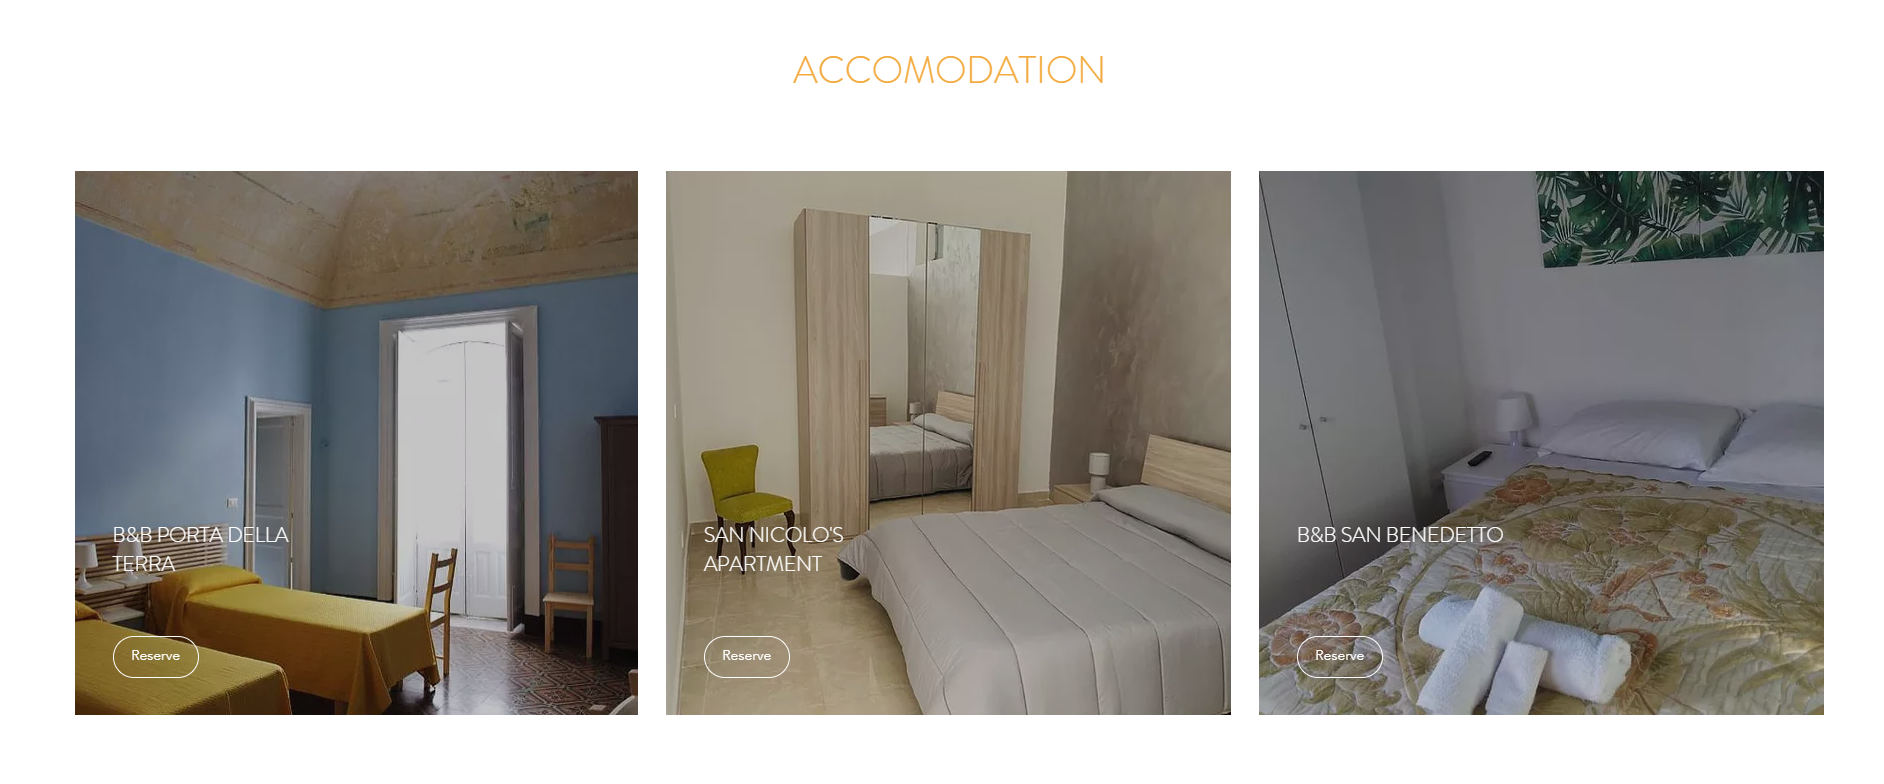 ACCOMODATION
B&B PORTA DELLA
TERRA
Reserve
SAN NICOLO'S
APARTMENT
Reserve
B&B SAN BENEDETTO
Reserve